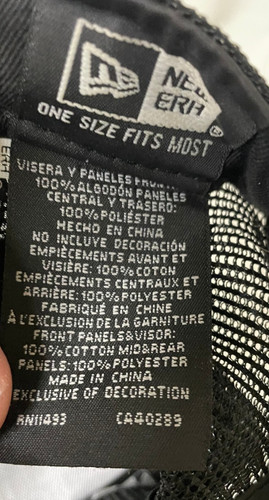 NEW
ERA
®
ONE SIZE FITS MOST
VISERA Y PANELES
100% ALGODÓN PANELES
CENTRAL Y TRASERO:
100% POLIÉSTER
HECHO EN CHINA
NO INCLUYE DECORACIÓN
EMPIÈCEMENTS AVANT ET
VISIÈRE: 100% COTON
EMPIÈCEMENTS CENTRAUX ET
ARRIÈRE: 100% POLYESTER
FABRIQUÉ EN CHINE
À L'EXCLUSION DE LA GARNITURE
FRONT PANELS&VISOR:
100% COTTON MID&REAR
PANELS: 100% POLYESTER
MADE IN CHINA
EXCLUSIVE OF DECORATION
RN11493 CA40289